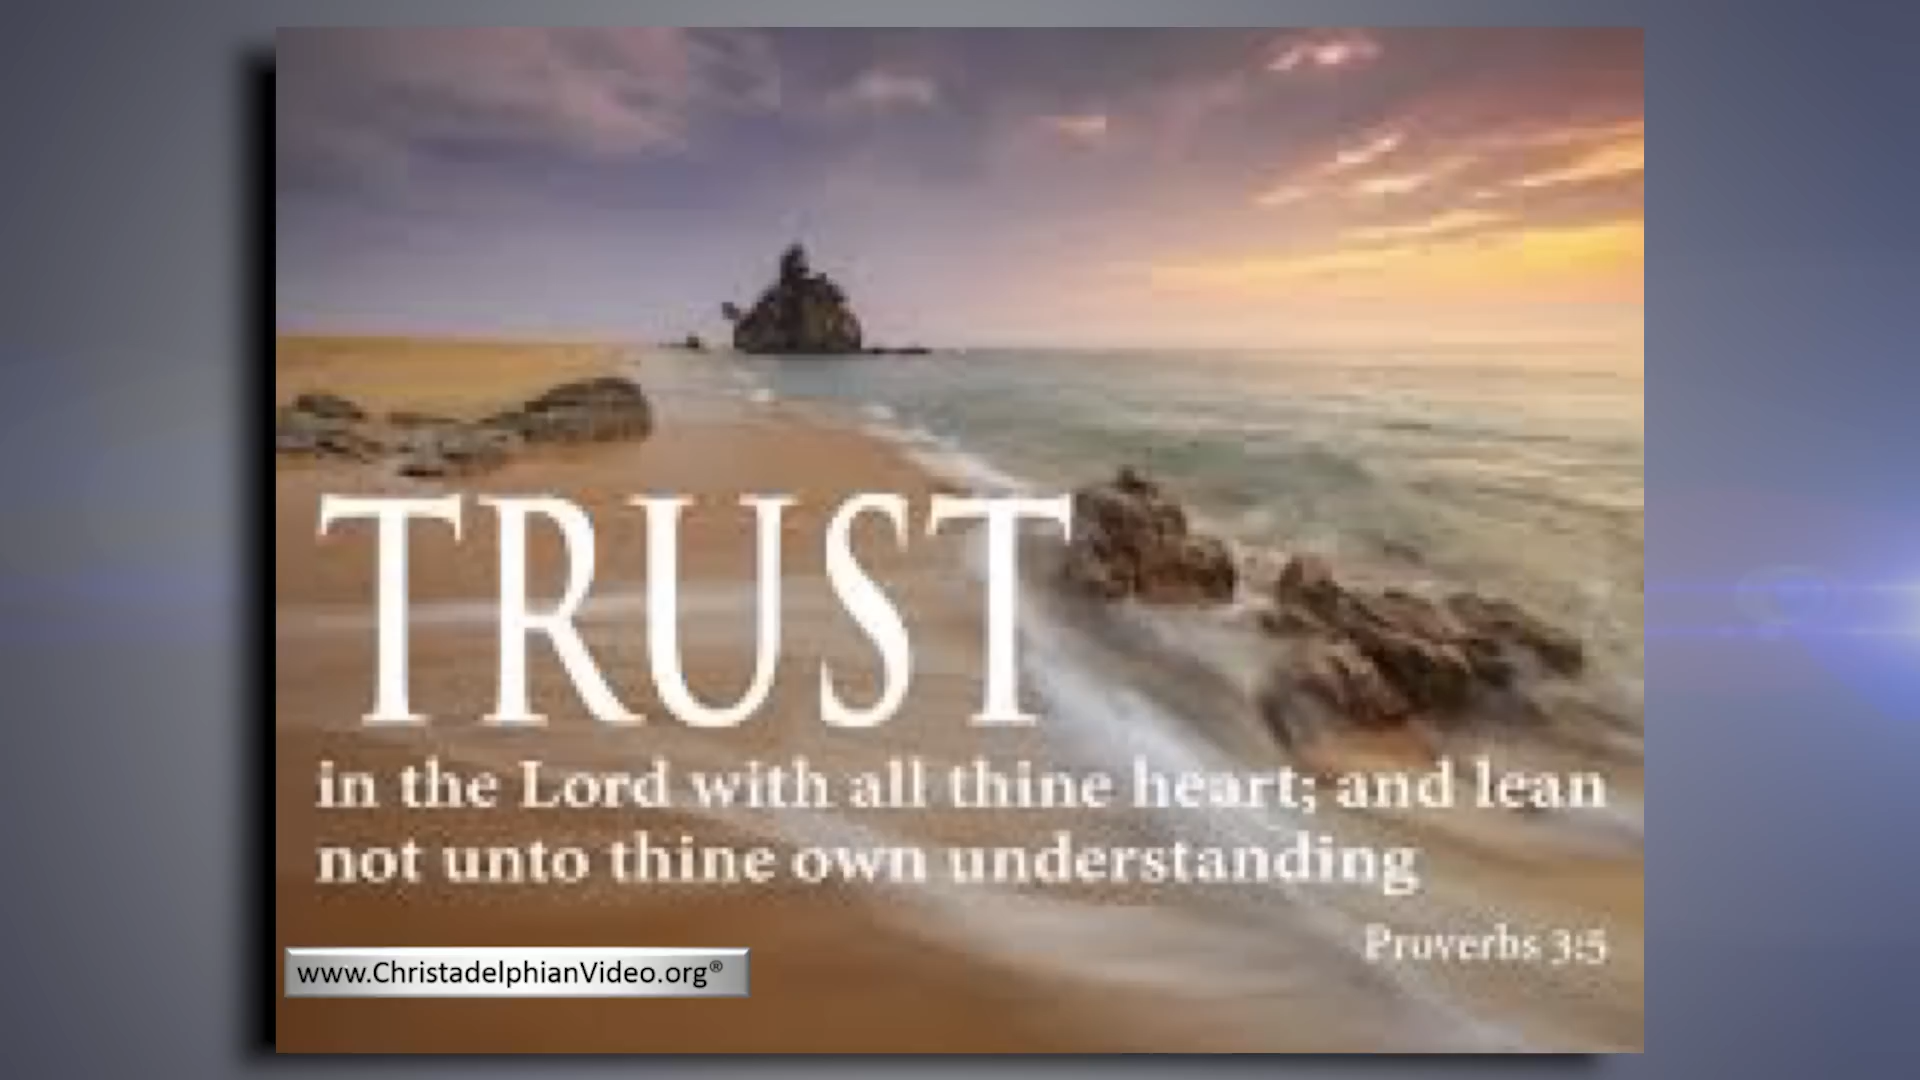 TRUST
in the Lord with all thine heart; and lean
not unto thine own understanding
Proverbs 3:5
www.ChristadelphianVideo.org®